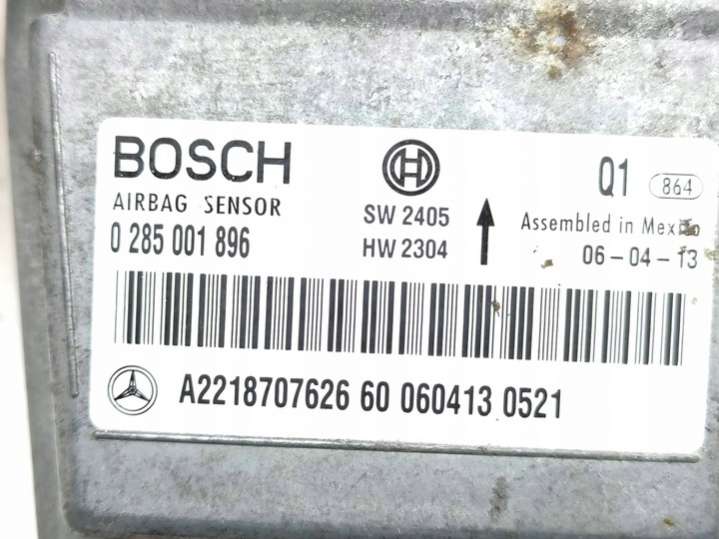 BOSCH
AIRBAG SENSOR
0 285 001 896
SW 2405
HW 2304
Q1 864
Assembled in Mexico
06-04-13
A2218707626 60 060413 0521